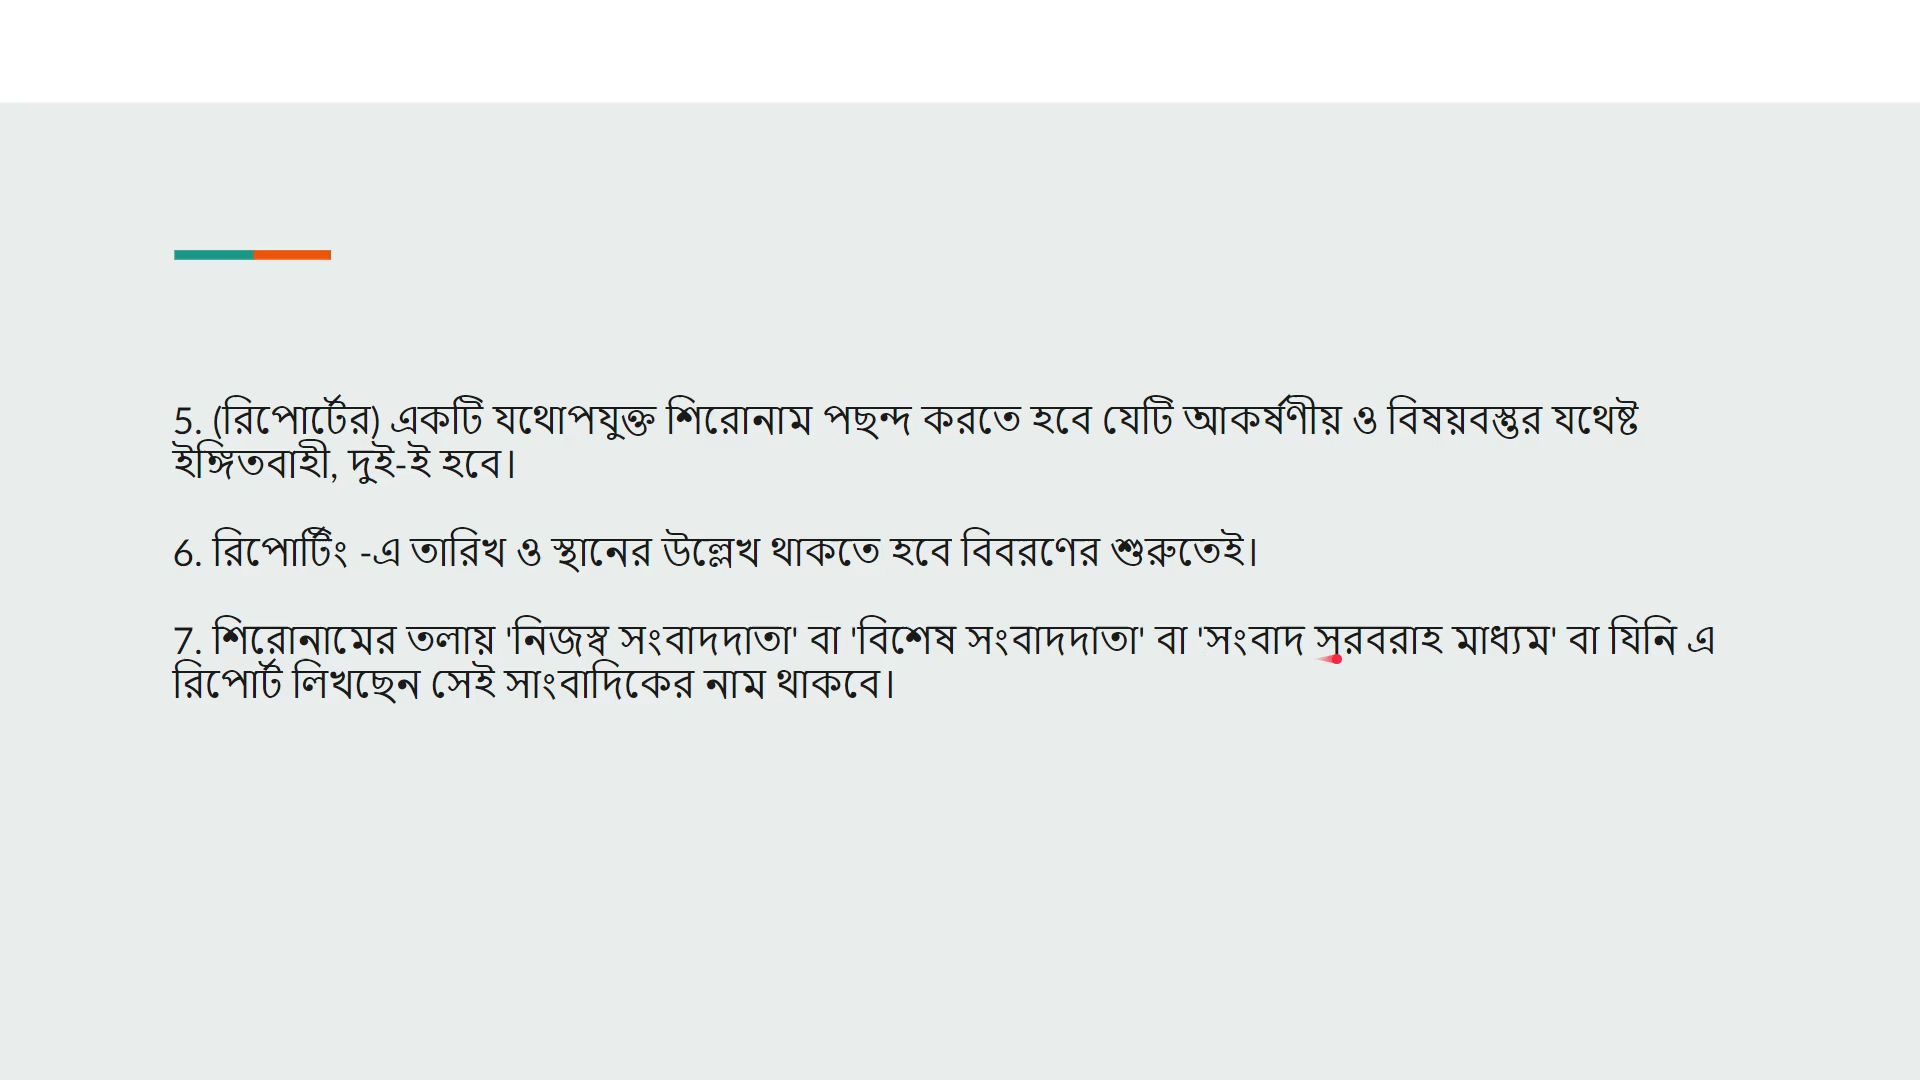 5. (রিপোর্টের) একটি যথোপযুক্ত শিরোনাম পছন্দ করতে হবে যেটি আকর্ষণীয় ও বিষয়বস্তুর যথেষ্ট
ইঙ্গিতবাহী, দুই-ই হবে।
6. রিপোর্টিং -এ তারিখ ও স্থানের উল্লেখ থাকতে হবে বিবরণের শুরুতেই।
7. শিরোনামের তলায় 'নিজস্ব সংবাদদাতা' বা 'বিশেষ সংবাদদাতা' বা 'সংবাদ সরবরাহ মাধ্যম' বা যিনি এ
রিপোর্ট লিখছেন সেই সাংবাদিকের নাম থাকবে।